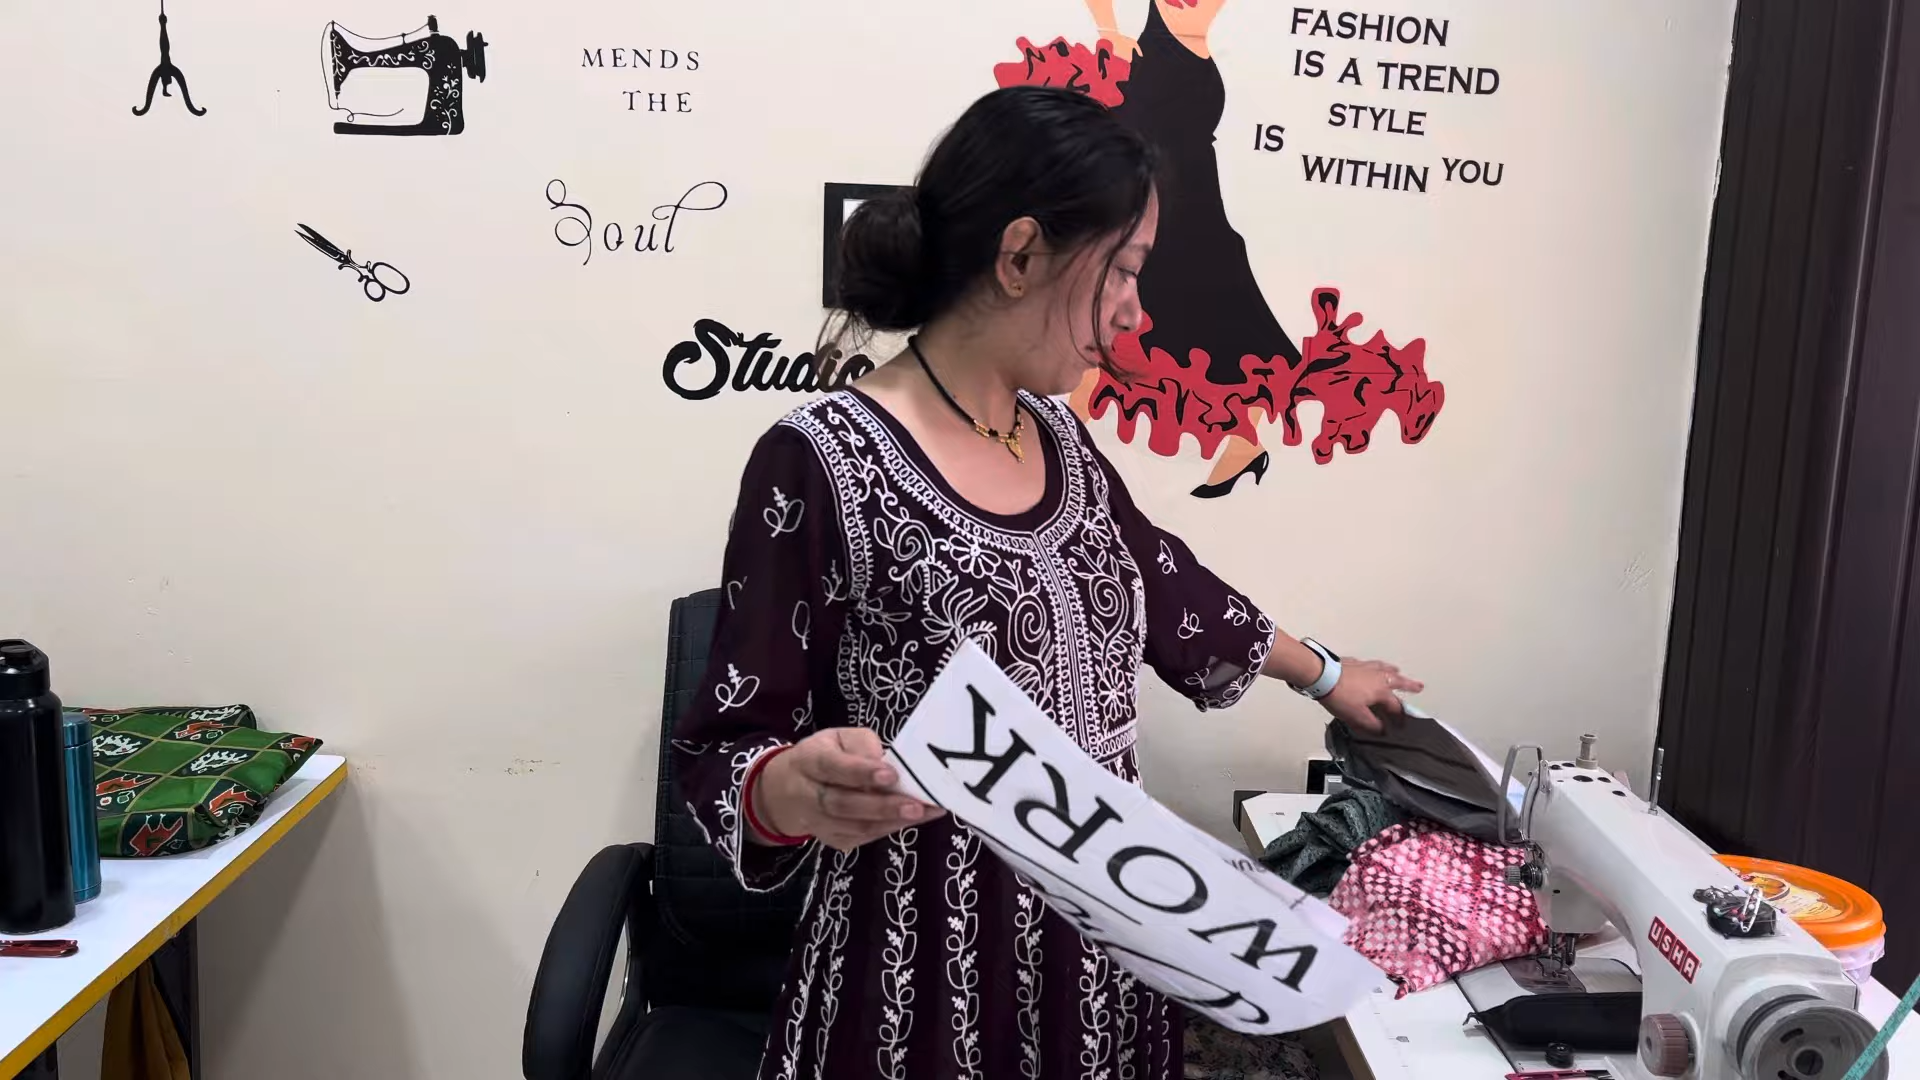 MENDS
THE
Soul
Studio
FASHION
IS A TREND
STYLE
IS
WITHIN YOU
WORK
USHA